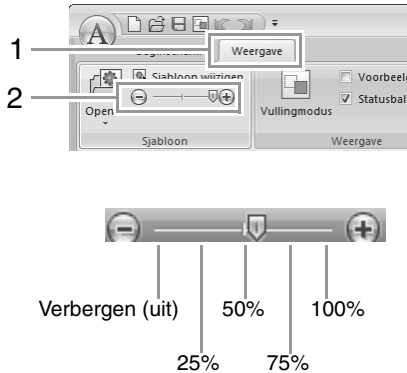 A
1
Weergave
Sjabloon wijzigen
Voorbeel
2
Open
Vullingmodus
Statusbal
Sjabloon
Weergave
Verbergen (uit)
50%
100%
25%
75%